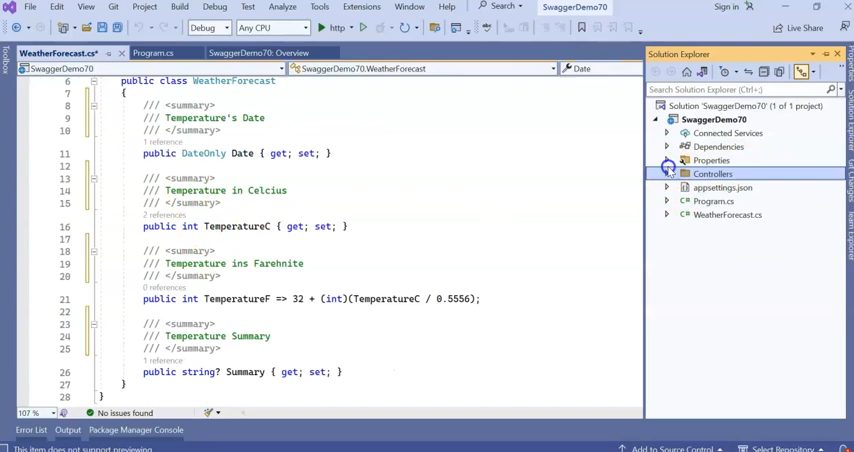 File Edit View Git Project Build Debug Test Analyze Tools Extensions Window Help Search SwaggerDemo70 Sign in
Debug Any CPU http Live Share
WeatherForecast.cs* Program.cs SwaggerDemo70: Overview
SwaggerDemo70 SwaggerDemo70.WeatherForecast Date
Toolbox
6 public class WeatherForecast
7 {
8 /// <summary>
9 /// Temperature's Date
10 /// </summary>
1 reference
11 public DateOnly Date { get; set; }
12
13 /// <summary>
14 /// Temperature in Celcius
15 /// </summary>
2 references
16 public int TemperatureC { get; set; }
17
18 /// <summary>
19 /// Temperature ins Farehnite
20 /// </summary>
0 references
21 public int TemperatureF => 32 + (int)(TemperatureC / 0.5556);
22
23 /// <summary>
24 /// Temperature Summary
25 /// </summary>
1 reference
26 public string? Summary { get; set; }
27 }
28 }
107 % No issues found
Error List Output Package Manager Console
This item does not support previewing Add to Source Control Select Repository
Solution Explorer
Search Solution Explorer (Ctrl+;)
Solution 'SwaggerDemo70' (1 of 1 project)
SwaggerDemo70
Connected Services
Dependencies
Properties
Controllers
appsettings.json
C# Program.cs
C# WeatherForecast.cs
Properties
Solution Explorer
Git Changes
Team Explorer